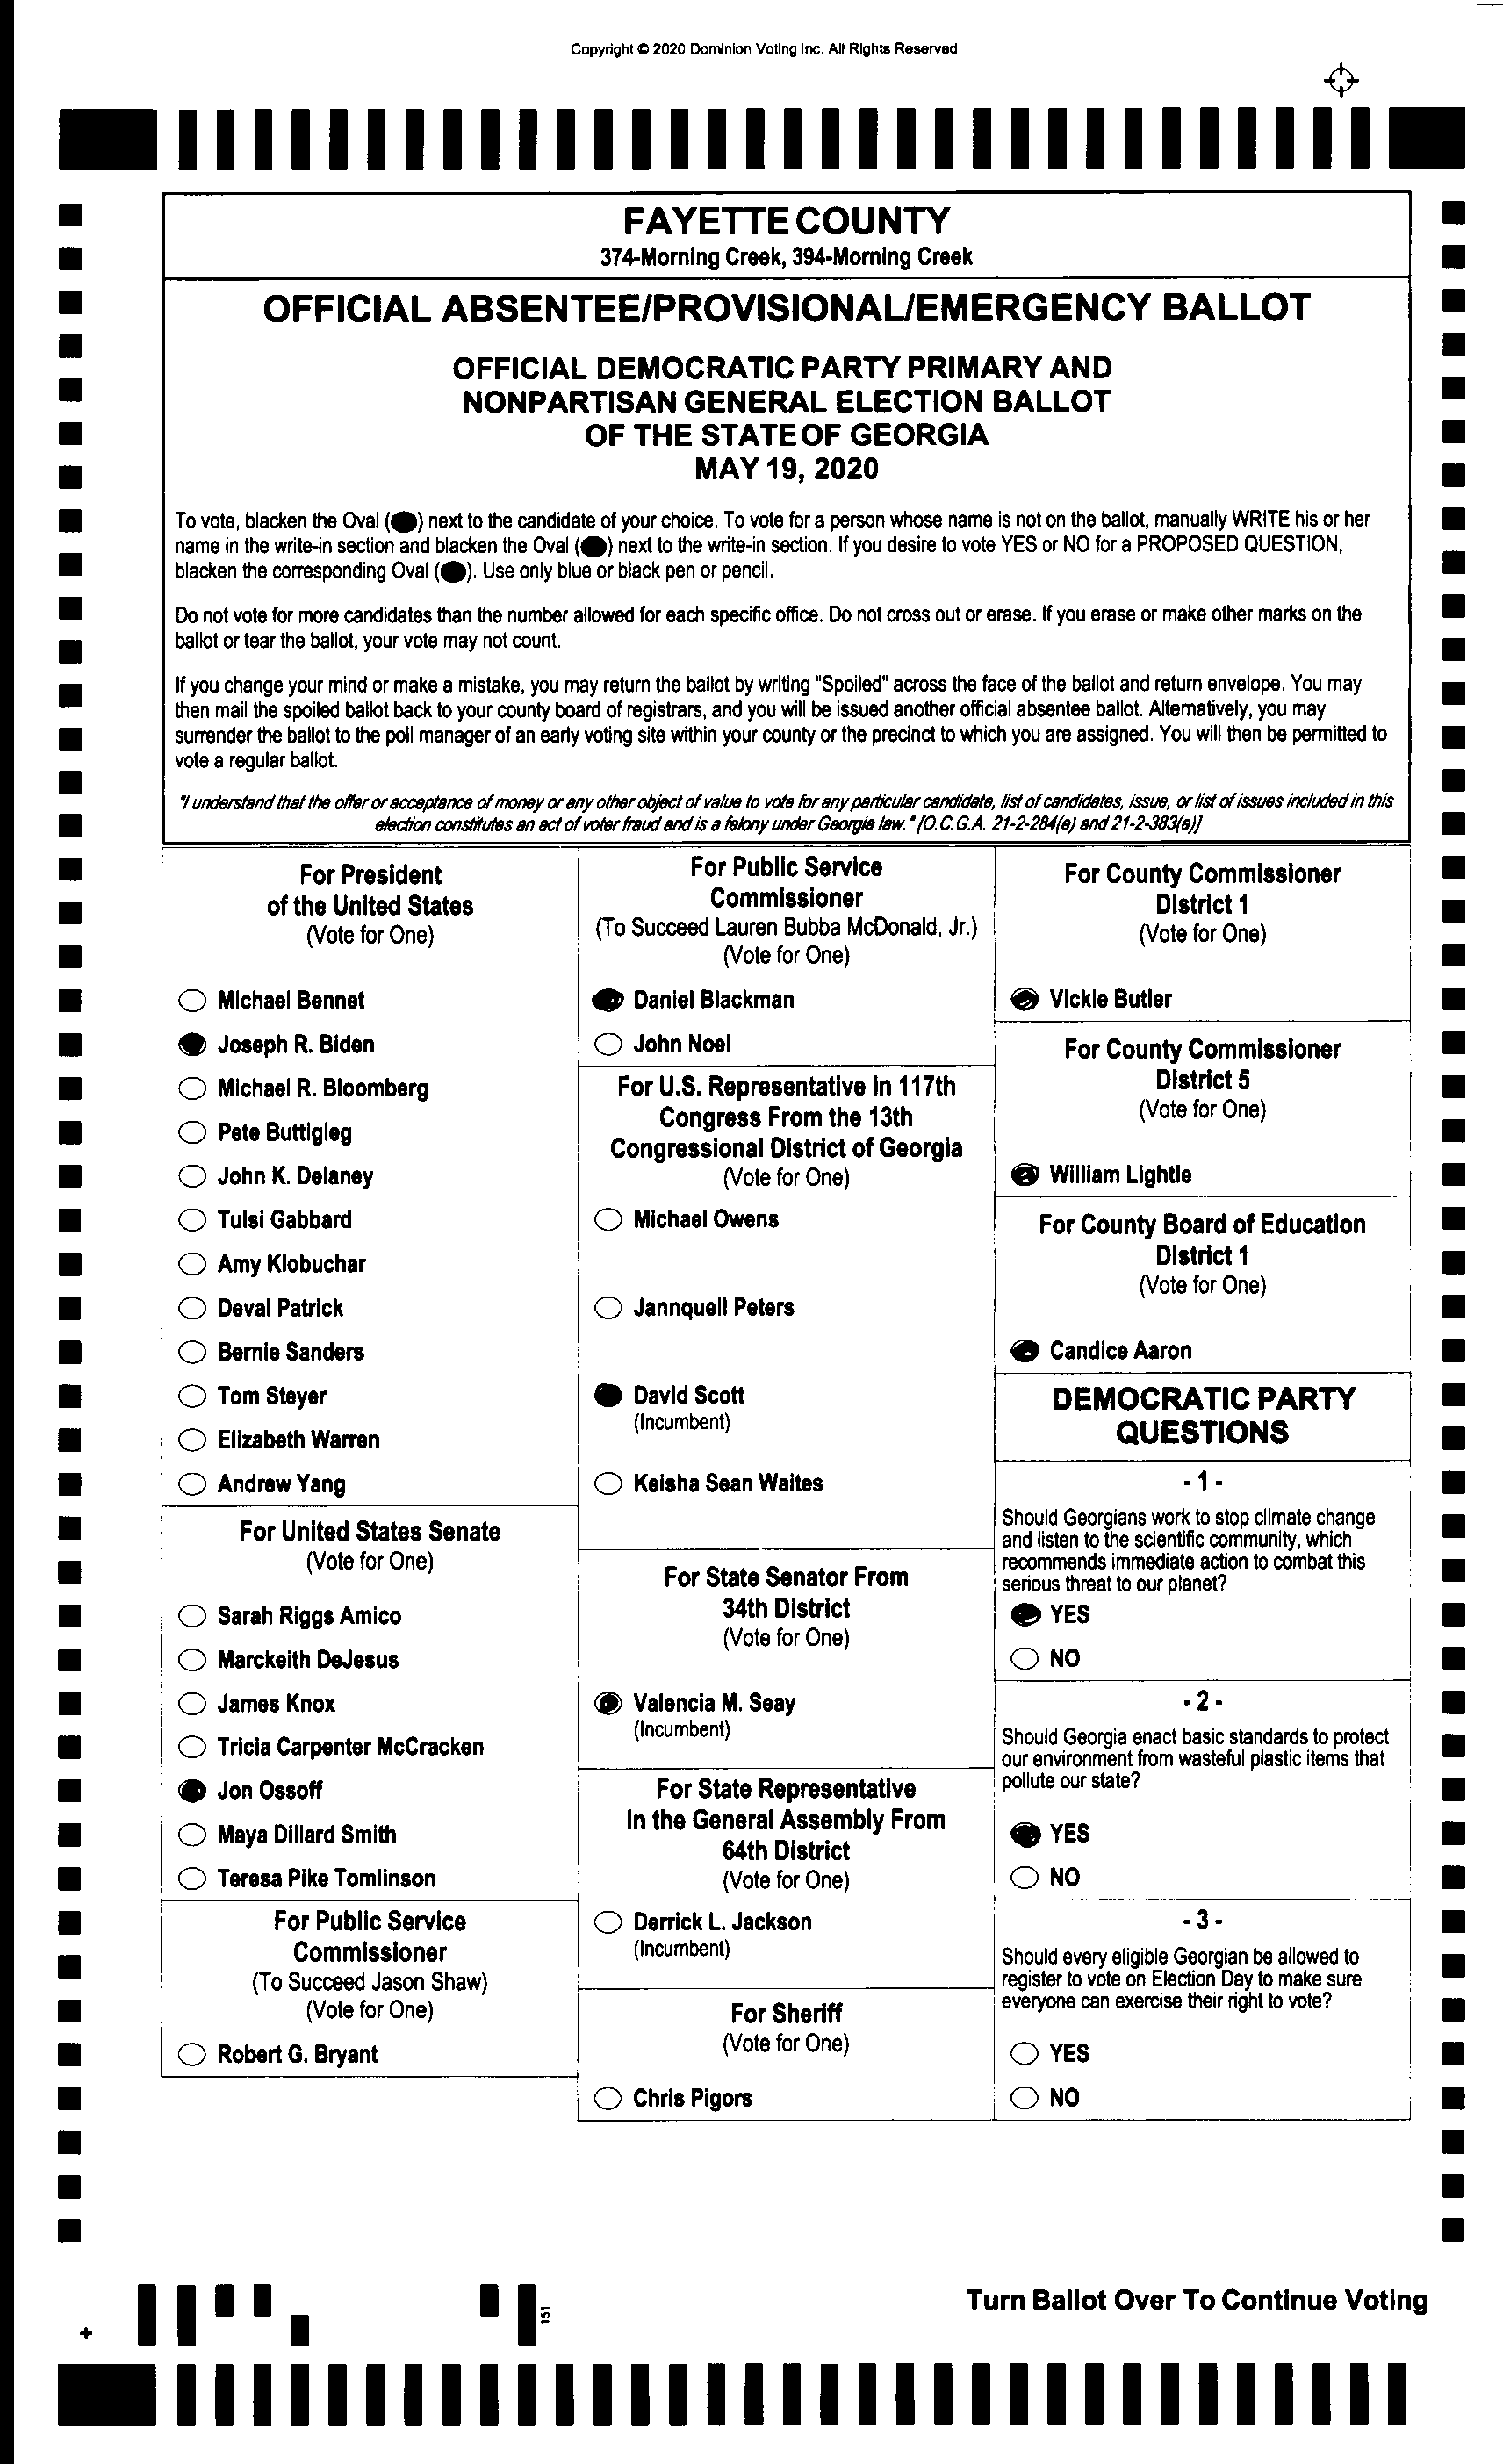 Copyright © 2020 Dominion Voting Inc. All Rights Reserved
FAYETTE COUNTY
374-Morning Creek, 394-Morning Creek
OFFICIAL ABSENTEE/PROVISIONAL/EMERGENCY BALLOT
OFFICIAL DEMOCRATIC PARTY PRIMARY AND
NONPARTISAN GENERAL ELECTION BALLOT
OF THE STATE OF GEORGIA
MAY 19, 2020
To vote, blacken the Oval ( ) next to the candidate of your choice. To vote for a person whose name is not on the ballot, manually WRITE his or her
name in the write-in section and blacken the Oval ( ) next to the write-in section. If you desire to vote YES or NO for a PROPOSED QUESTION,
blacken the corresponding Oval ( ). Use only blue or black pen or pencil.
Do not vote for more candidates than the number allowed for each specific office. Do not cross out or erase. If you erase or make other marks on the
ballot or tear the ballot, your vote may not count.
If you change your mind or make a mistake, you may return the ballot by writing "Spoiled" across the face of the ballot and return envelope. You may
then mail the spoiled ballot back to your county board of registrars, and you will be issued another official absentee ballot. Alternatively, you may
surrender the ballot to the poll manager of an early voting site within your county or the precinct to which you are assigned. You will then be permitted to
vote a regular ballot.
"I understand that the offer or acceptance of money or any other object of value to vote for any particular candidate, list of candidates, issue, or list of issues included in this
election constitutes an act of voter fraud and is a felony under Georgia law." [O.C.G.A. 21-2-284(e) and 21-2-383(a)]
For President
of the United States
(Vote for One)
Michael Bennet
Joseph R. Biden
Michael R. Bloomberg
Pete Buttigieg
John K. Delaney
Tulsi Gabbard
Amy Klobuchar
Deval Patrick
Bernie Sanders
Tom Steyer
Elizabeth Warren
Andrew Yang
For United States Senate
(Vote for One)
Sarah Riggs Amico
Marckeith DeJesus
James Knox
Tricia Carpenter McCracken
Jon Ossoff
Maya Dillard Smith
Teresa Pike Tomlinson
For Public Service
Commissioner
(To Succeed Jason Shaw)
(Vote for One)
Robert G. Bryant
For Public Service
Commissioner
(To Succeed Lauren Bubba McDonald, Jr.)
(Vote for One)
Daniel Blackman
John Noel
For U.S. Representative in 117th
Congress From the 13th
Congressional District of Georgia
(Vote for One)
Michael Owens
Jannquell Peters
David Scott
(Incumbent)
Keisha Sean Waites
For State Senator From
34th District
(Vote for One)
Valencia M. Seay
(Incumbent)
For State Representative
In the General Assembly From
64th District
(Vote for One)
Derrick L. Jackson
(Incumbent)
For Sheriff
(Vote for One)
Chris Pigors
For County Commissioner
District 1
(Vote for One)
Vickie Butler
For County Commissioner
District 5
(Vote for One)
William Lightle
For County Board of Education
District 1
(Vote for One)
Candice Aaron
DEMOCRATIC PARTY
QUESTIONS
- 1 -
Should Georgians work to stop climate change
and listen to the scientific community, which
recommends immediate action to combat this
serious threat to our planet?
YES
NO
- 2 -
Should Georgia enact basic standards to protect
our environment from wasteful plastic items that
pollute our state?
YES
NO
- 3 -
Should every eligible Georgian be allowed to
register to vote on Election Day to make sure
everyone can exercise their right to vote?
YES
NO
Turn Ballot Over To Continue Voting
151
+